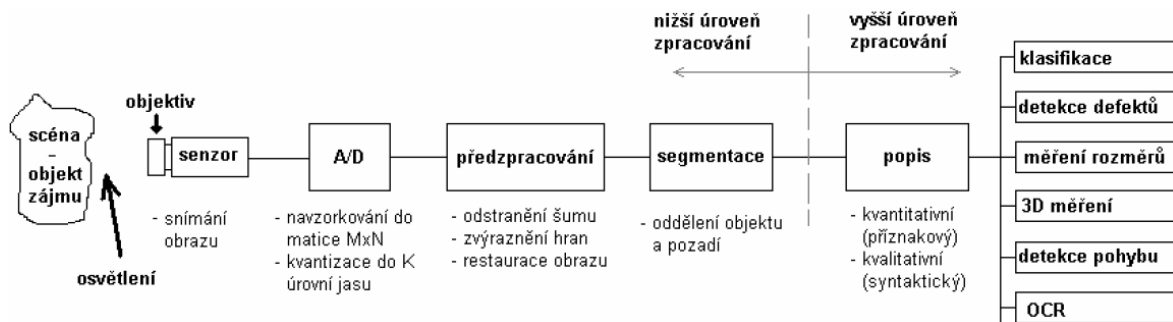 nižší úroveň
zpracování
vyšší úroveň
zpracování
objektiv
scéna
–
objekt
zájmu
osvětlení
senzor
- snímání
obrazu
A/D
- navzorkování do
matice MxN
- kvantizace do K
úrovní jasu
předzpracování
- odstranění šumu
- zvýraznění hran
- restaurace obrazu
segmentace
- oddělení objektu
a pozadí
popis
- kvantitativní
(příznakový)
- kvalitativní
(syntaktický)
klasifikace
detekce defektů
měření rozměrů
3D měření
detekce pohybu
OCR